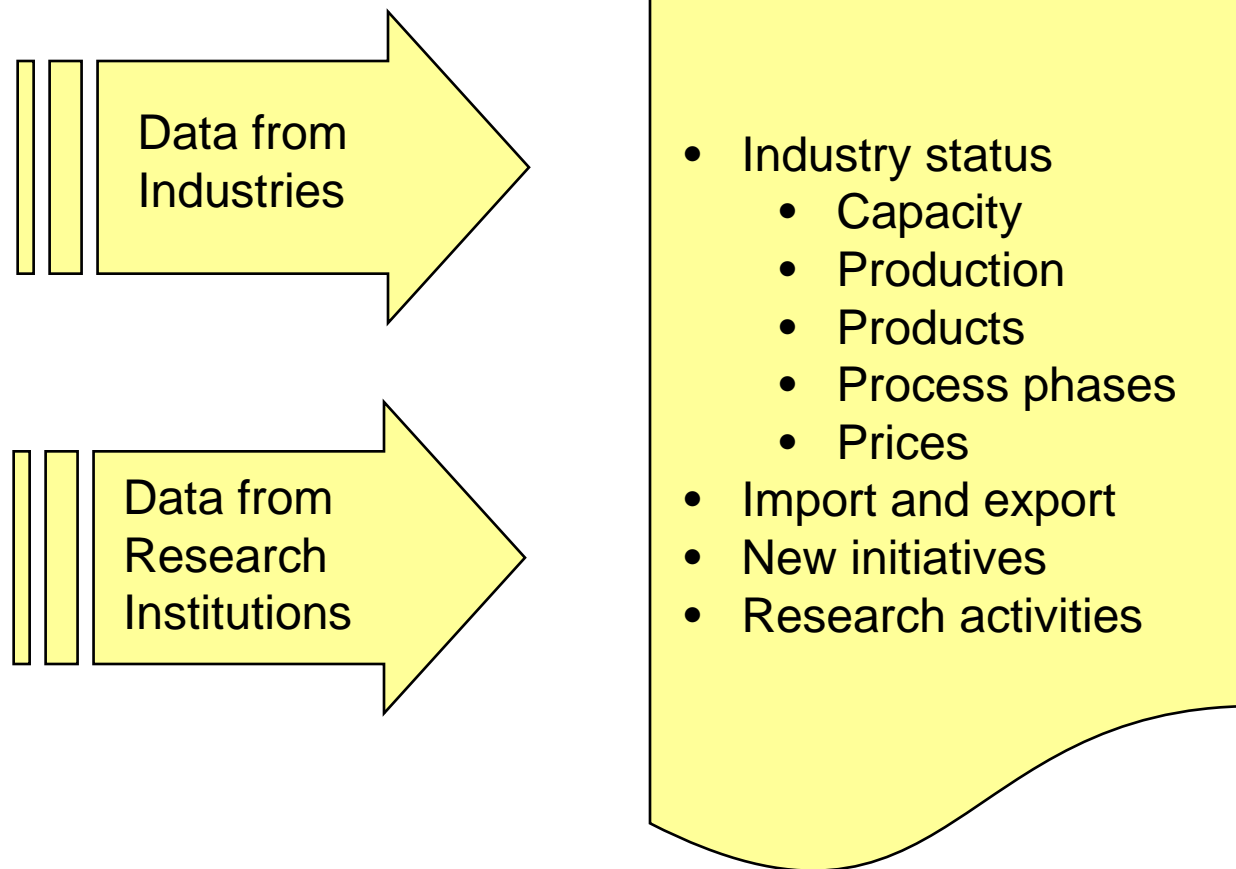 Data from
Industries
Data from
Research
Institutions
• Industry status
• Capacity
• Production
• Products
• Process phases
• Prices
• Import and export
• New initiatives
• Research activities